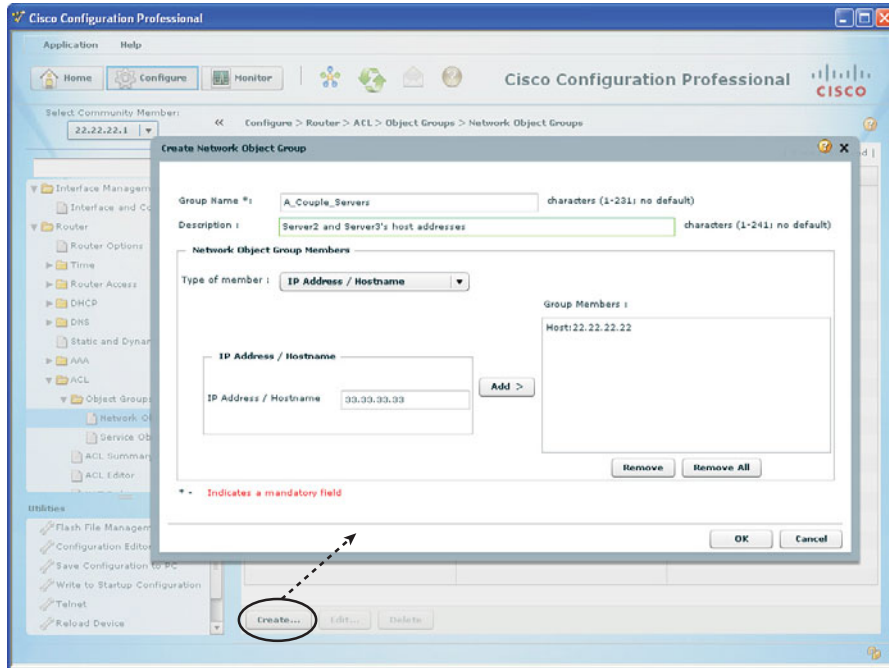 Cisco Configuration Professional
Application Help
Home Configure Monitor Cisco Configuration Professional
CISCO
Select Community Member:
22.22.22.1
« Configure > Router > ACL > Object Groups > Network Object Groups
Create Network Object Group
Interface Managem
Interface and Co
Router
Router Options
Time
Router Access
DHCP
DNS
Static and Dynar
AAA
ACL
Object Groups
Network Ob
Service Ob
ACL Summary
ACL Editor
Group Name *: A_Couple_Servers characters (1-231; no default)
Description : Server2 and Server3's host addresses characters (1-241; no default)
Network Object Group Members
Type of member : IP Address / Hostname
Group Members :
Host:22.22.22.22
IP Address / Hostname
IP Address / Hostname 33.33.33.33
Add >
Remove Remove All
* - Indicates a mandatory field
OK Cancel
Utilities
Flash File Managem
Configuration Editor
Save Configuration to PC
Write to Startup Configuration
Telnet
Reload Device
Create... Edit... Delete